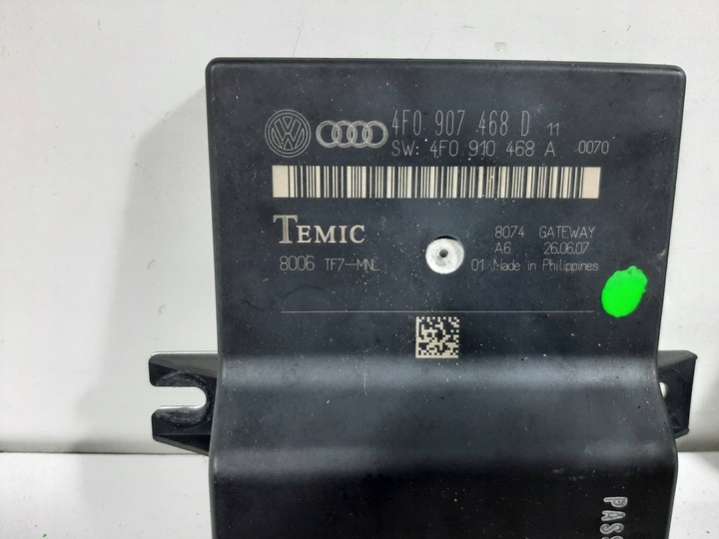 4F0 907 468 D 11
SW: 4F0 910 468 A 0070
TEMIC
8074 GATEWAY
8006 TF7-MNL
A6 26.06.07
01 Made in Philippines
PASS